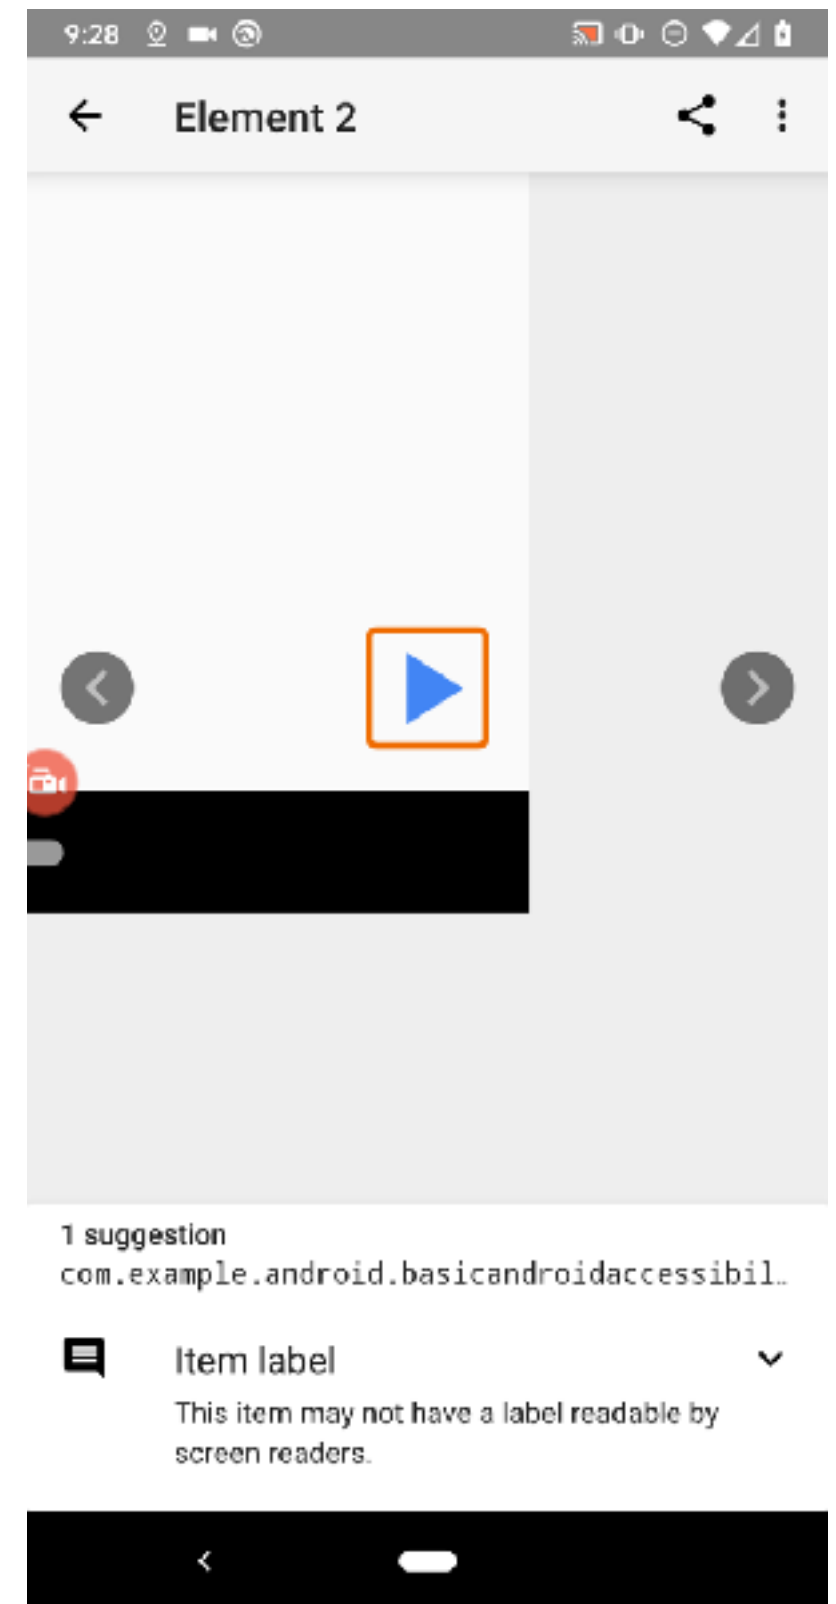 9:28
Element 2
1 suggestion
com.example.android.basicandroidaccessibil…
Item label
This item may not have a label readable by
screen readers.